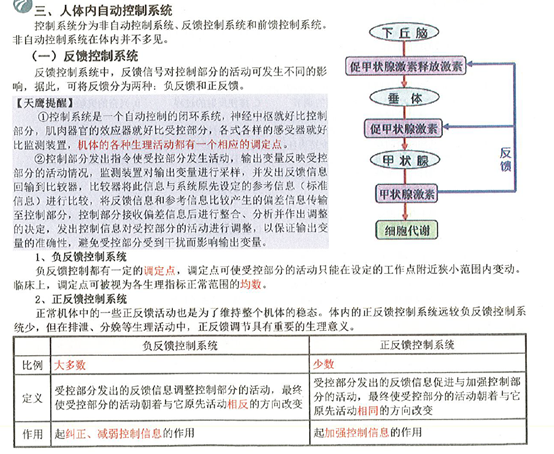 三、人体内自动控制系统
控制系统分为非自动控制系统、反馈控制系统和前馈控制系统。
非自动控制系统在体内并不多见。
(一)反馈控制系统
反馈控制系统中，反馈信号对控制部分的活动可发生不同的影
响，据此，可将反馈分为两种：负反馈和正反馈。
【天鹰提醒】
①控制系统是一个自动控制的闭环系统，神经中枢就好比控制
部分，肌肉器官的效应器就好比受控部分，各式各样的感受器就好
比监测装置，机体的各种生理活动都有一个相应的调定点。
②控制部分发出指令使受控部分发生活动，输出变量反映受控
部分的活动情况，监测装置对输出变量进行采样，并发出反馈信息
回输到比较器，比较器将此信息与系统原先设定的参考信息（标准
信息）进行比较，将反馈信息和参考信息比较产生的偏差信息传输
至控制部分，控制部分接收偏差信息后进行整合、分析并作出调整
的决定，发出控制信息对受控部分的活动进行调整，以保证输出变
量的准确性，避免受控部分受到干扰而影响输出变量。
下丘脑
促甲状腺激素释放激素
垂体
促甲状腺激素
甲状腺
甲状腺激素
细胞代谢
反馈
1、负反馈控制系统
负反馈控制都有一定的调定点，调定点可使受控部分的活动只能在设定的工作点附近狭小范围内变动。
临床上，调定点可被视为各生理指标正常范围的均数。
2、正反馈控制系统
正常机体中的一些正反馈活动也是为了维持整个机体的稳态。体内的正反馈控制系统远较负反馈控制系
统少，但在排泄、分娩等生理活动中，正反馈调节具有重要的生理意义。
负反馈控制系统 正反馈控制系统
比例 大多数 少数
定义 受控部分发出的反馈信息调整控制部分的活动，最终
使受控部分的活动朝着与它原先活动相反的方向改变
受控部分发出的反馈信息促进与加强控制部
分的活动，最终使受控部分的活动朝着与它
原先活动相同的方向改变
作用 起纠正、减弱控制信息的作用 起加强控制信息的作用